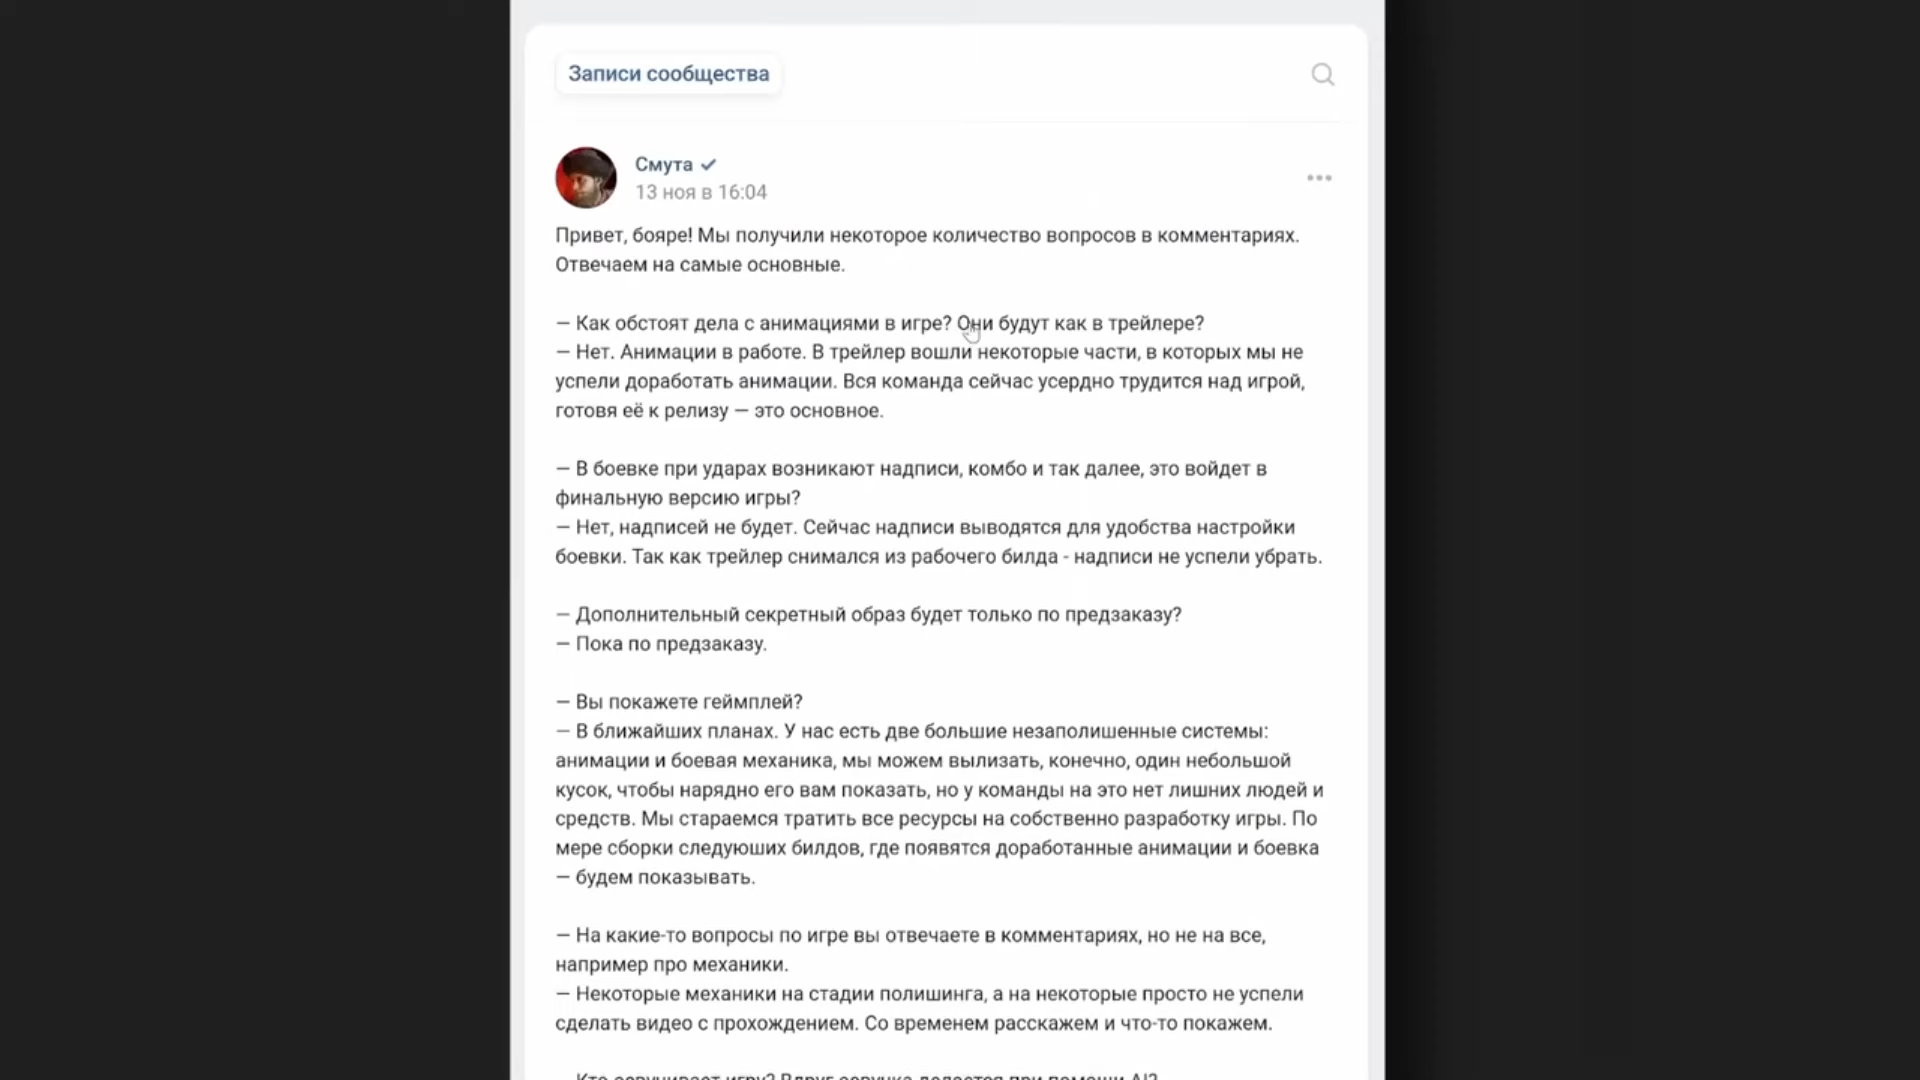 Записи сообщества
Смута
13 ноя в 16:04
Привет, бояре! Мы получили некоторое количество вопросов в комментариях.
Отвечаем на самые основные.
— Как обстоят дела с анимациями в игре? Они будут как в трейлере?
— Нет. Анимации в работе. В трейлер вошли некоторые части, в которых мы не
успели доработать анимации. Вся команда сейчас усердно трудится над игрой,
готовя её к релизу — это основное.
— В боевке при ударах возникают надписи, комбо и так далее, это войдет в
финальную версию игры?
— Нет, надписей не будет. Сейчас надписи выводятся для удобства настройки
боевки. Так как трейлер снимался из рабочего билда - надписи не успели убрать.
— Дополнительный секретный образ будет только по предзаказу?
— Пока по предзаказу.
— Вы покажете геймплей?
— В ближайших планах. У нас есть две большие незаполишенные системы:
анимации и боевая механика, мы можем вылизать, конечно, один небольшой
кусок, чтобы нарядно его вам показать, но у команды на это нет лишних людей и
средств. Мы стараемся тратить все ресурсы на собственно разработку игры. По
мере сборки следуюших билдов, где появятся доработанные анимации и боевка
— будем показывать.
— На какие-то вопросы по игре вы отвечаете в комментариях, но не на все,
например про механики.
— Некоторые механики на стадии полишинга, а на некоторые просто не успели
сделать видео с прохождением. Со временем расскажем и что-то покажем.
— Кто озвучивает игру? Вдруг озвучка делается при помощи AI?